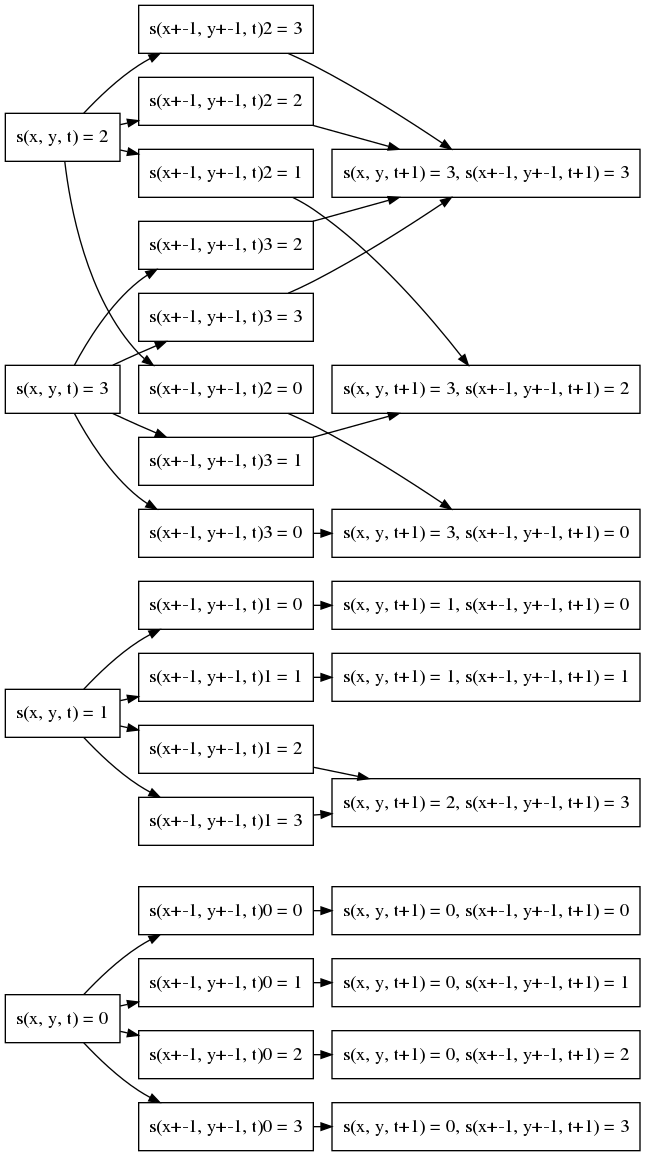 s(x+-1, y+-1, t)2 = 3
s(x+-1, y+-1, t)2 = 2
s(x, y, t) = 2
s(x+-1, y+-1, t)2 = 1
s(x, y, t+1) = 3, s(x+-1, y+-1, t+1) = 3
s(x+-1, y+-1, t)3 = 2
s(x+-1, y+-1, t)3 = 3
s(x, y, t) = 3
s(x+-1, y+-1, t)2 = 0
s(x, y, t+1) = 3, s(x+-1, y+-1, t+1) = 2
s(x+-1, y+-1, t)3 = 1
s(x+-1, y+-1, t)3 = 0
s(x, y, t+1) = 3, s(x+-1, y+-1, t+1) = 0
s(x+-1, y+-1, t)1 = 0
s(x, y, t+1) = 1, s(x+-1, y+-1, t+1) = 0
s(x+-1, y+-1, t)1 = 1
s(x, y, t+1) = 1, s(x+-1, y+-1, t+1) = 1
s(x, y, t) = 1
s(x+-1, y+-1, t)1 = 2
s(x, y, t+1) = 2, s(x+-1, y+-1, t+1) = 3
s(x+-1, y+-1, t)1 = 3
s(x+-1, y+-1, t)0 = 0
s(x, y, t+1) = 0, s(x+-1, y+-1, t+1) = 0
s(x+-1, y+-1, t)0 = 1
s(x, y, t+1) = 0, s(x+-1, y+-1, t+1) = 1
s(x, y, t) = 0
s(x+-1, y+-1, t)0 = 2
s(x, y, t+1) = 0, s(x+-1, y+-1, t+1) = 2
s(x+-1, y+-1, t)0 = 3
s(x, y, t+1) = 0, s(x+-1, y+-1, t+1) = 3